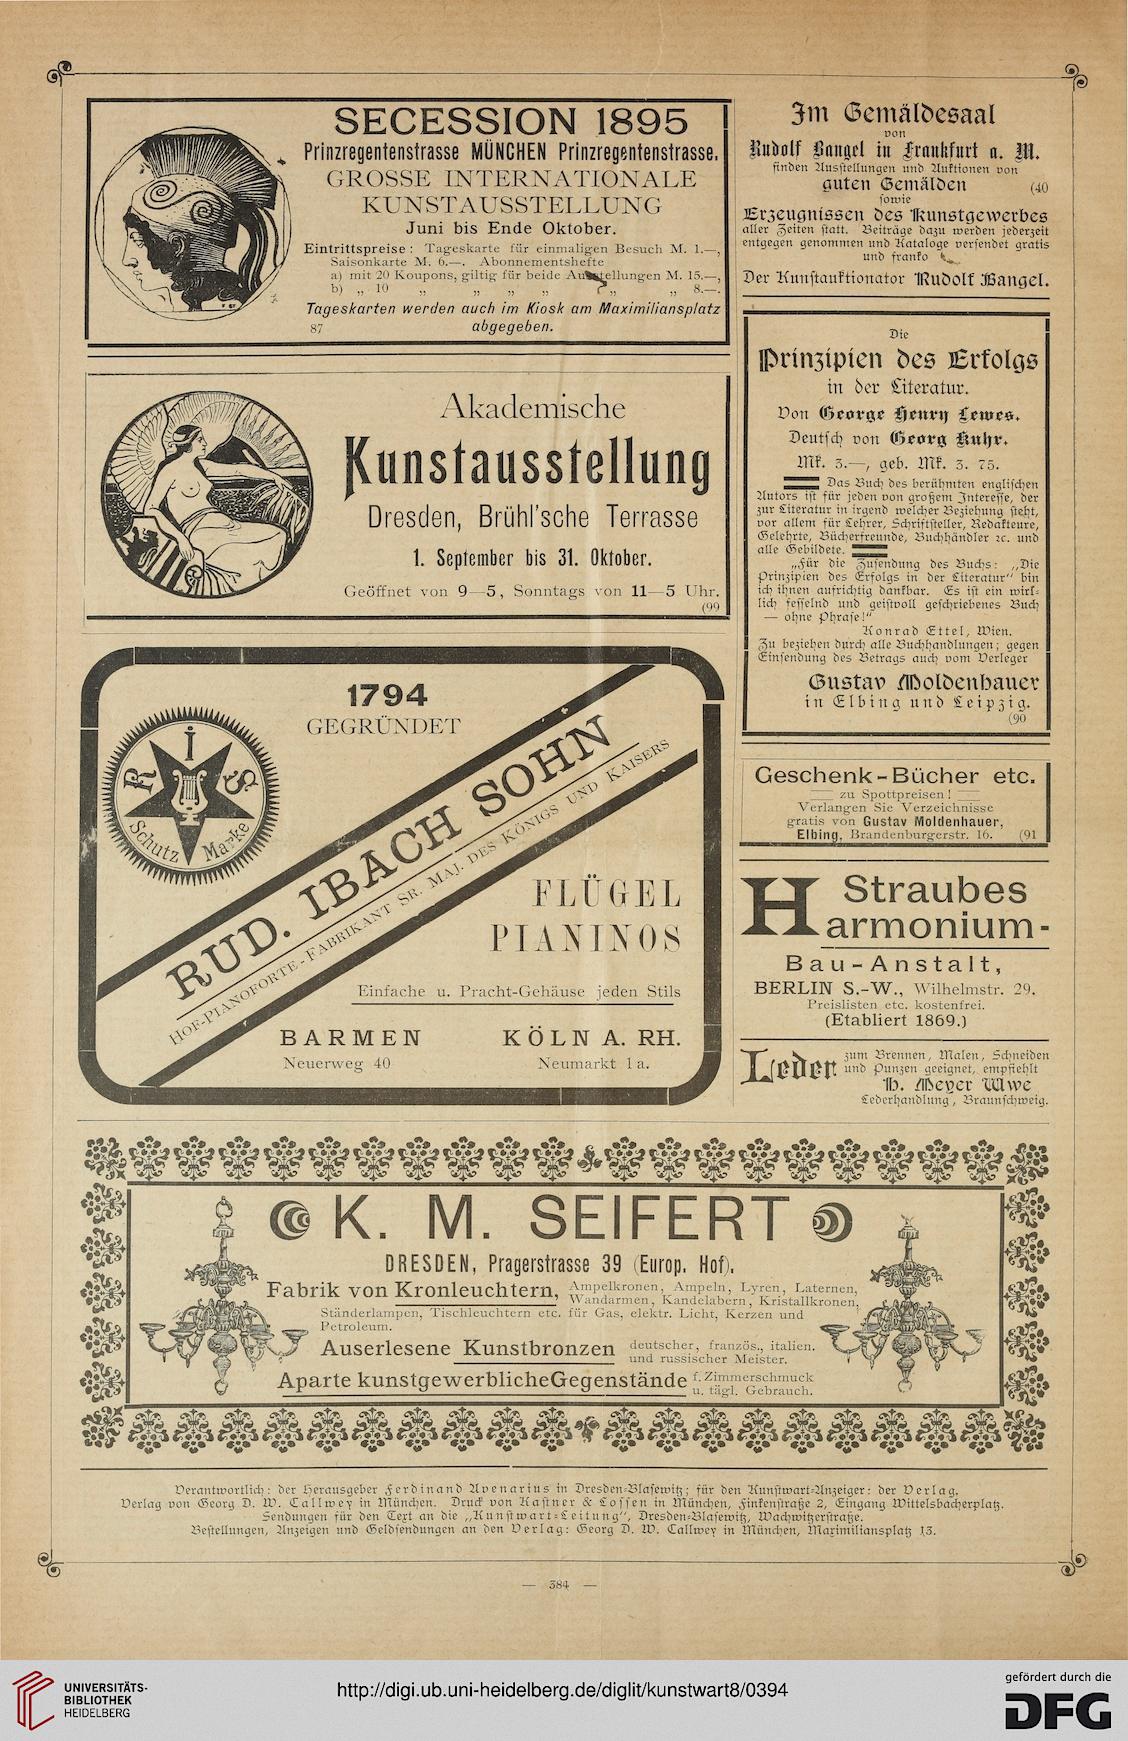 SECESSION 1895
Prinzregentenstrasse MÜNCHEN Prinzregentenstrasse.
GROSSE INTERNATIONALE
KUNSTAUSSTELLUNG
Juni bis Ende Oktober.
Eintrittspreise: Tageskarte für einmaligen Besuch M. 1.—,
Saisonkarte M. 6.—. Abonnementshefte
a) mit 20 Koupons, giltig für beide Ausstellungen M. 15.—,
b) „ 10 „ „ „ „ „ „ 8.—.
Tageskarten werden auch im Kiosk am Maximiliansplatz
87 abgegeben.
Akademische
Kunstausstellung
Dresden, Brühl'sche Terrasse
1. September bis 31. Oktober.
Geöffnet von 9—5, Sonntags von 11—5 Uhr.
(99
1794
GEGRÜNDET
IRIS
Schutz Marke
RUD. IBACH SOHN
HOF-PIANOFORTE-FABRIKANT SR. MAJ. DES KÖNIGS UND KAISERS
FLÜGEL
PIANINOS
Einfache u. Pracht-Gehäuse jeden Stils
BARMEN KÖLN A. RH.
Neuerweg 40 Neumarkt 1 a.
Im Gemäldesaal
von
Rudolf Bangel in Frankfurt a. M.
finden Ausstellungen und Auktionen von
guten Gemälden (40
sowie
Erzeugnissen des Kunstgewerbes
aller Zeiten statt. Beiträge dazu werden jederzeit
entgegen genommen und Kataloge versendet gratis
und franko
Der Kunstauktionator Rudolf Bangel.
Die
Prinzipien des Erfolgs
in der Literatur.
Von George Henry Lewes.
Deutsch von Georg Kuhr.
Mk. 3.—, geb. Mk. 3. 75.
Das Buch des berühmten englischen
Autors ist für jeden von großem Interesse, der
zur Literatur in irgend welcher Beziehung steht,
vor allem für Lehrer, Schriftsteller, Redakteure,
Gelehrte, Bücherfreunde, Buchhändler ꝛc. und
alle Gebildete.
„Für die Zusendung des Buchs: „Die
Prinzipien des Erfolgs in der Literatur“ bin
ich ihnen aufrichtig dankbar. Es ist ein wirk-
lich fesselnd und geistvoll geschriebenes Buch
— ohne Phrase!“
Konrad Ettel, Wien.
Zu beziehen durch alle Buchhandlungen; gegen
Einsendung des Betrags auch vom Verleger
Gustav Moldenhauer
in Elbing und Leipzig.
(90
Geschenk-Bücher etc.
zu Spottpreisen!
Verlangen Sie Verzeichnisse
gratis von Gustav Moldenhauer,
Elbing, Brandenburgerstr. 16. (91
Straubes
Harmonium-
Bau-Anstalt,
BERLIN S.-W., Wilhelmstr. 29.
Preislisten etc. kostenfrei.
(Etabliert 1869.)
Leder zum Brennen, Malen, Schneiden
und Punzen geeignet, empfiehlt
Th. Meyer Wwe
Lederhandlung, Braunschweig.
K. M. SEIFERT
DRESDEN, Pragerstrasse 39 (Europ. Hof).
Fabrik von Kronleuchtern, Ampelkronen, Ampeln, Lyren, Laternen,
Wandarmen, Kandelabern, Kristallkronen,
Ständerlampen, Tischleuchtern etc. für Gas, elektr. Licht, Kerzen und
Petroleum.
Auserlesene Kunstbronzen deutscher, französ., italien.
und russischer Meister.
Aparte kunstgewerbliche Gegenstände f. Zimmerschmuck
u. tägl. Gebrauch.
Verantwortlich: der Herausgeber Ferdinand Avenarius in Dresden-Blasewitz; für den Kunstwart-Anzeiger: der Verlag.
Verlag von Georg D. W. Callwey in München. Druck von Kastner & Lossen in München, Finkenstraße 2, Eingang Wittelsbacherplatz.
Sendungen für den Text an die „Kunstwart-Leitung“, Dresden-Blasewitz, Wachwitzerstraße.
Bestellungen, Anzeigen und Geldsendungen an den Verlag: Georg D. W. Callwey in München, Maximiliansplatz 13.
— 384 —
UNIVERSITÄTS-
BIBLIOTHEK
HEIDELBERG
http://digi.ub.uni-heidelberg.de/diglit/kunstwart8/0394
gefördert durch die
DFG